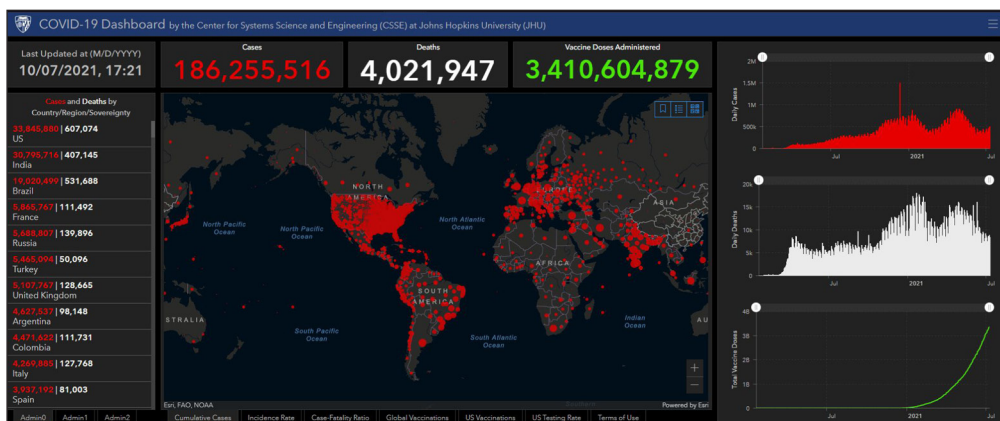 COVID-19 Dashboard by the Center for Systems Science and Engineering (CSSE) at Johns Hopkins University (JHU)
Last Updated at (M/D/YYYY)
10/07/2021, 17:21
Cases
186,255,516
Deaths
4,021,947
Vaccine Doses Administered
3,410,604,879
Cases and Deaths by
Country/Region/Sovereignty
33,845,880 | 607,074
US
30,795,716 | 407,145
India
19,020,499 | 531,688
Brazil
5,865,767 | 111,492
France
5,688,807 | 139,896
Russia
5,465,094 | 50,096
Turkey
5,107,767 | 128,665
United Kingdom
4,627,537 | 98,148
Argentina
4,471,622 | 111,731
Colombia
4,269,885 | 127,768
Italy
3,937,192 | 81,003
Spain
Admin0 Admin1 Admin2
NORTH
AMERICA
EUROPE
ASIA
North Pacific
Ocean
North Pacific
Ocean
North Atlantic
Ocean
AFRICA
SOUTH
AMERICA
STRALIA
South Pacific
Ocean
South Atlantic
Ocean
Indian
Ocean
AU
+
−
Esri, FAO, NOAA
Powered by Esri
Cumulative Cases Incidence Rate Case-Fatality Ratio Global Vaccinations US Vaccinations US Testing Rate Terms of Use
Daily Cases
2M
1.5M
1M
500k
0
Jul 2021 Jul
Daily Deaths
20k
15k
10k
5k
0
Jul 2021 Jul
Total Vaccine Doses
4B
3B
2B
1B
0
Jul 2021 Jul